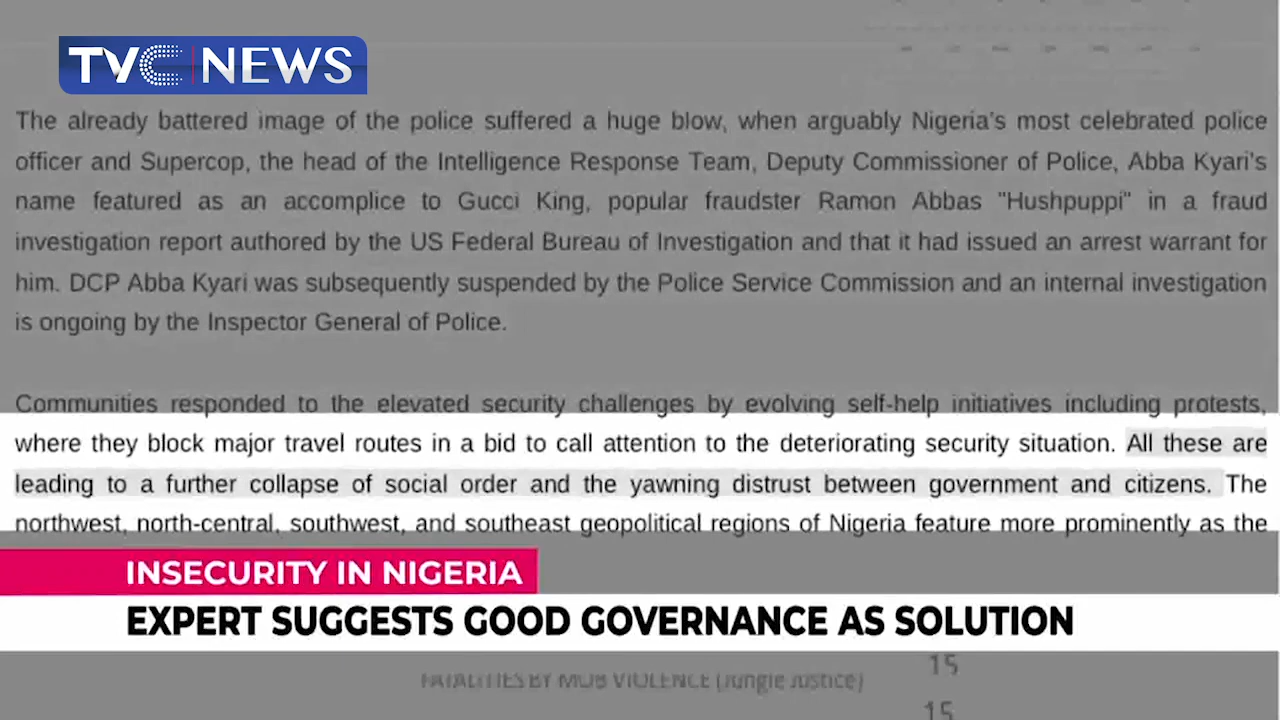 TVC NEWS
The already battered image of the police suffered a huge blow, when arguably Nigeria's most celebrated police
officer and Supercop, the head of the Intelligence Response Team, Deputy Commissioner of Police, Abba Kyari's
name featured as an accomplice to Gucci King, popular fraudster Ramon Abbas "Hushpuppi" in a fraud
investigation report authored by the US Federal Bureau of Investigation and that it had issued an arrest warrant for
him. DCP Abba Kyari was subsequently suspended by the Police Service Commission and an internal investigation
is ongoing by the Inspector General of Police.
Communities responded to the elevated security challenges by evolving self-help initiatives including protests,
where they block major travel routes in a bid to call attention to the deteriorating security situation. All these are
leading to a further collapse of social order and the yawning distrust between government and citizens. The
northwest, north-central, southwest, and southeast geopolitical regions of Nigeria feature more prominently as the
INSECURITY IN NIGERIA
EXPERT SUGGESTS GOOD GOVERNANCE AS SOLUTION
15
FATALITIES BY MOB VIOLENCE (Jungle Justice)
15